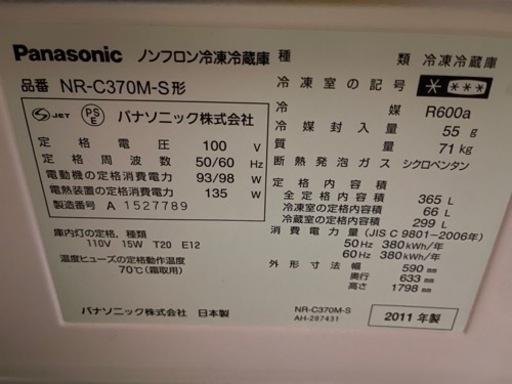 Panasonic ノンフロン冷凍冷蔵庫
品番 NR-C370M-S形
JET PSE パナソニック株式会社
定格電圧 100 V
定格周波数 50/60 Hz
電動機の定格消費電力 93/98 W
電熱装置の定格消費電力 135 W
製造番号 A 1527789
庫内灯の定格、種類
110V 15W T20 E12
温度ヒューズの定格動作温度
70℃(霜取用)
パナソニック株式会社 日本製
種類 冷凍冷蔵庫
冷凍室の記号 * ***
冷媒 R600a
冷媒封入量 55 g
質量 71 kg
断熱発泡ガス シクロペンタン
定格内容積
全定格内容積 365 L
冷凍室の定格内容積 66 L
冷蔵室の定格内容積 299 L
消費電力量(JIS C 9801-2006年)
50Hz 380kWh/年
60Hz 380kWh/年
外形寸法 幅 590 mm
奥行 633 mm
高さ 1798 mm
NR-C370M-S
AH-287431
2011年製